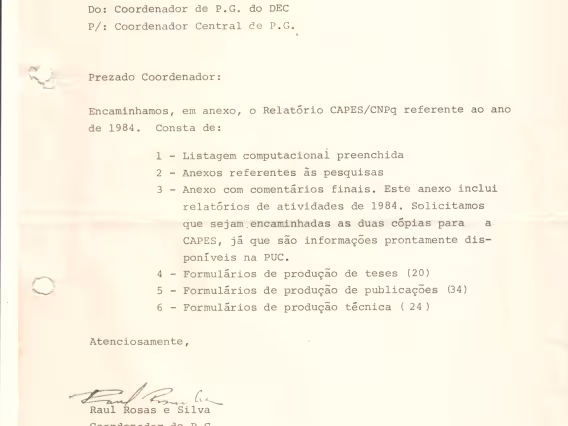 Do: Coordenador de P.G. do DEC
P/: Coordenador Central de P.G.
Prezado Coordenador:
Encaminhamos, em anexo, o Relatório CAPES/CNPq referente ao ano
de 1984. Consta de:
1 - Listagem computacional preenchida
2 - Anexos referentes às pesquisas
3 - Anexo com comentários finais. Este anexo inclui
relatórios de atividades de 1984. Solicitamos
que sejam encaminhadas as duas cópias para a
CAPES, já que são informações prontamente dis-
poníveis na PUC.
4 - Formulários de produção de teses (20)
5 - Formulários de produção de publicações (34)
6 - Formulários de produção técnica ( 24 )
Atenciosamente,
Raul Rosas e Silva
Coordenador de P.G.